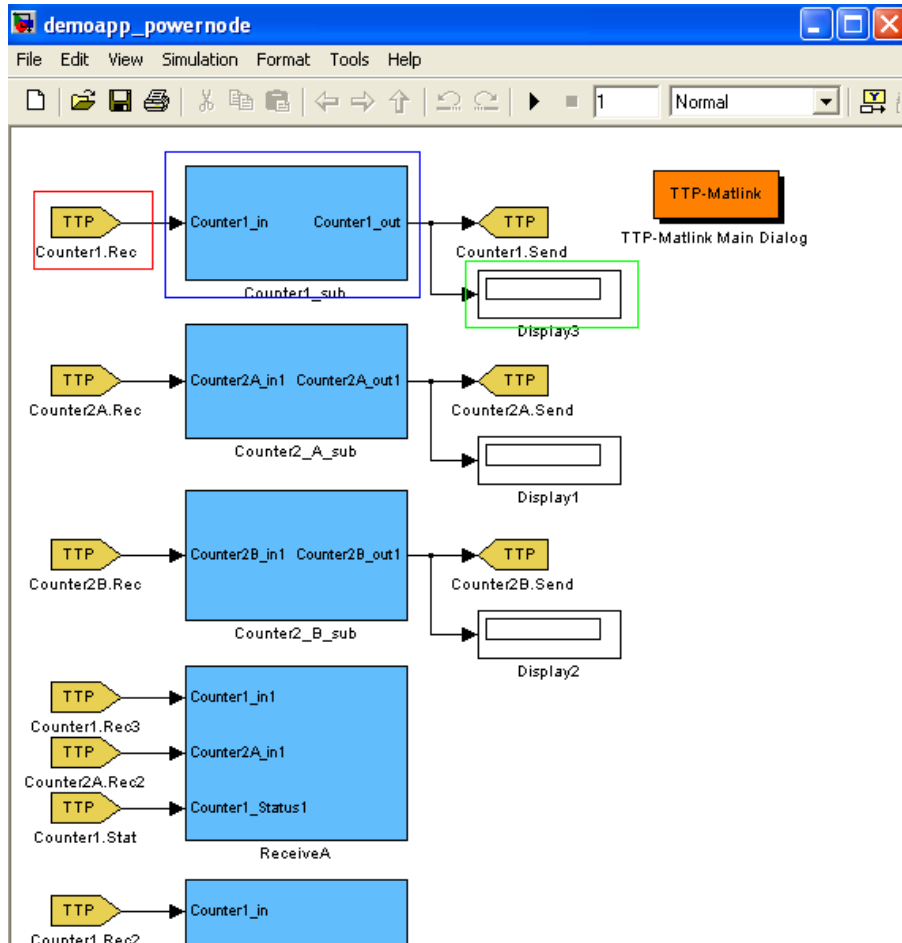 demoapp_powernode
File Edit View Simulation Format Tools Help
1 Normal
TTP Counter1_in Counter1_out TTP TTP-Matlink
Counter1.Rec Counter1.Send TTP-Matlink Main Dialog
Counter1_sub
Display3
TTP Counter2A_in1 Counter2A_out1 TTP
Counter2A.Rec Counter2A.Send
Counter2_A_sub
Display1
TTP Counter2B_in1 Counter2B_out1 TTP
Counter2B.Rec Counter2B.Send
Counter2_B_sub
Display2
TTP Counter1_in1
Counter1.Rec3
TTP Counter2A_in1
Counter2A.Rec2
TTP Counter1_Status1
Counter1.Stat
ReceiveA
TTP Counter1_in
Counter1.Rec2